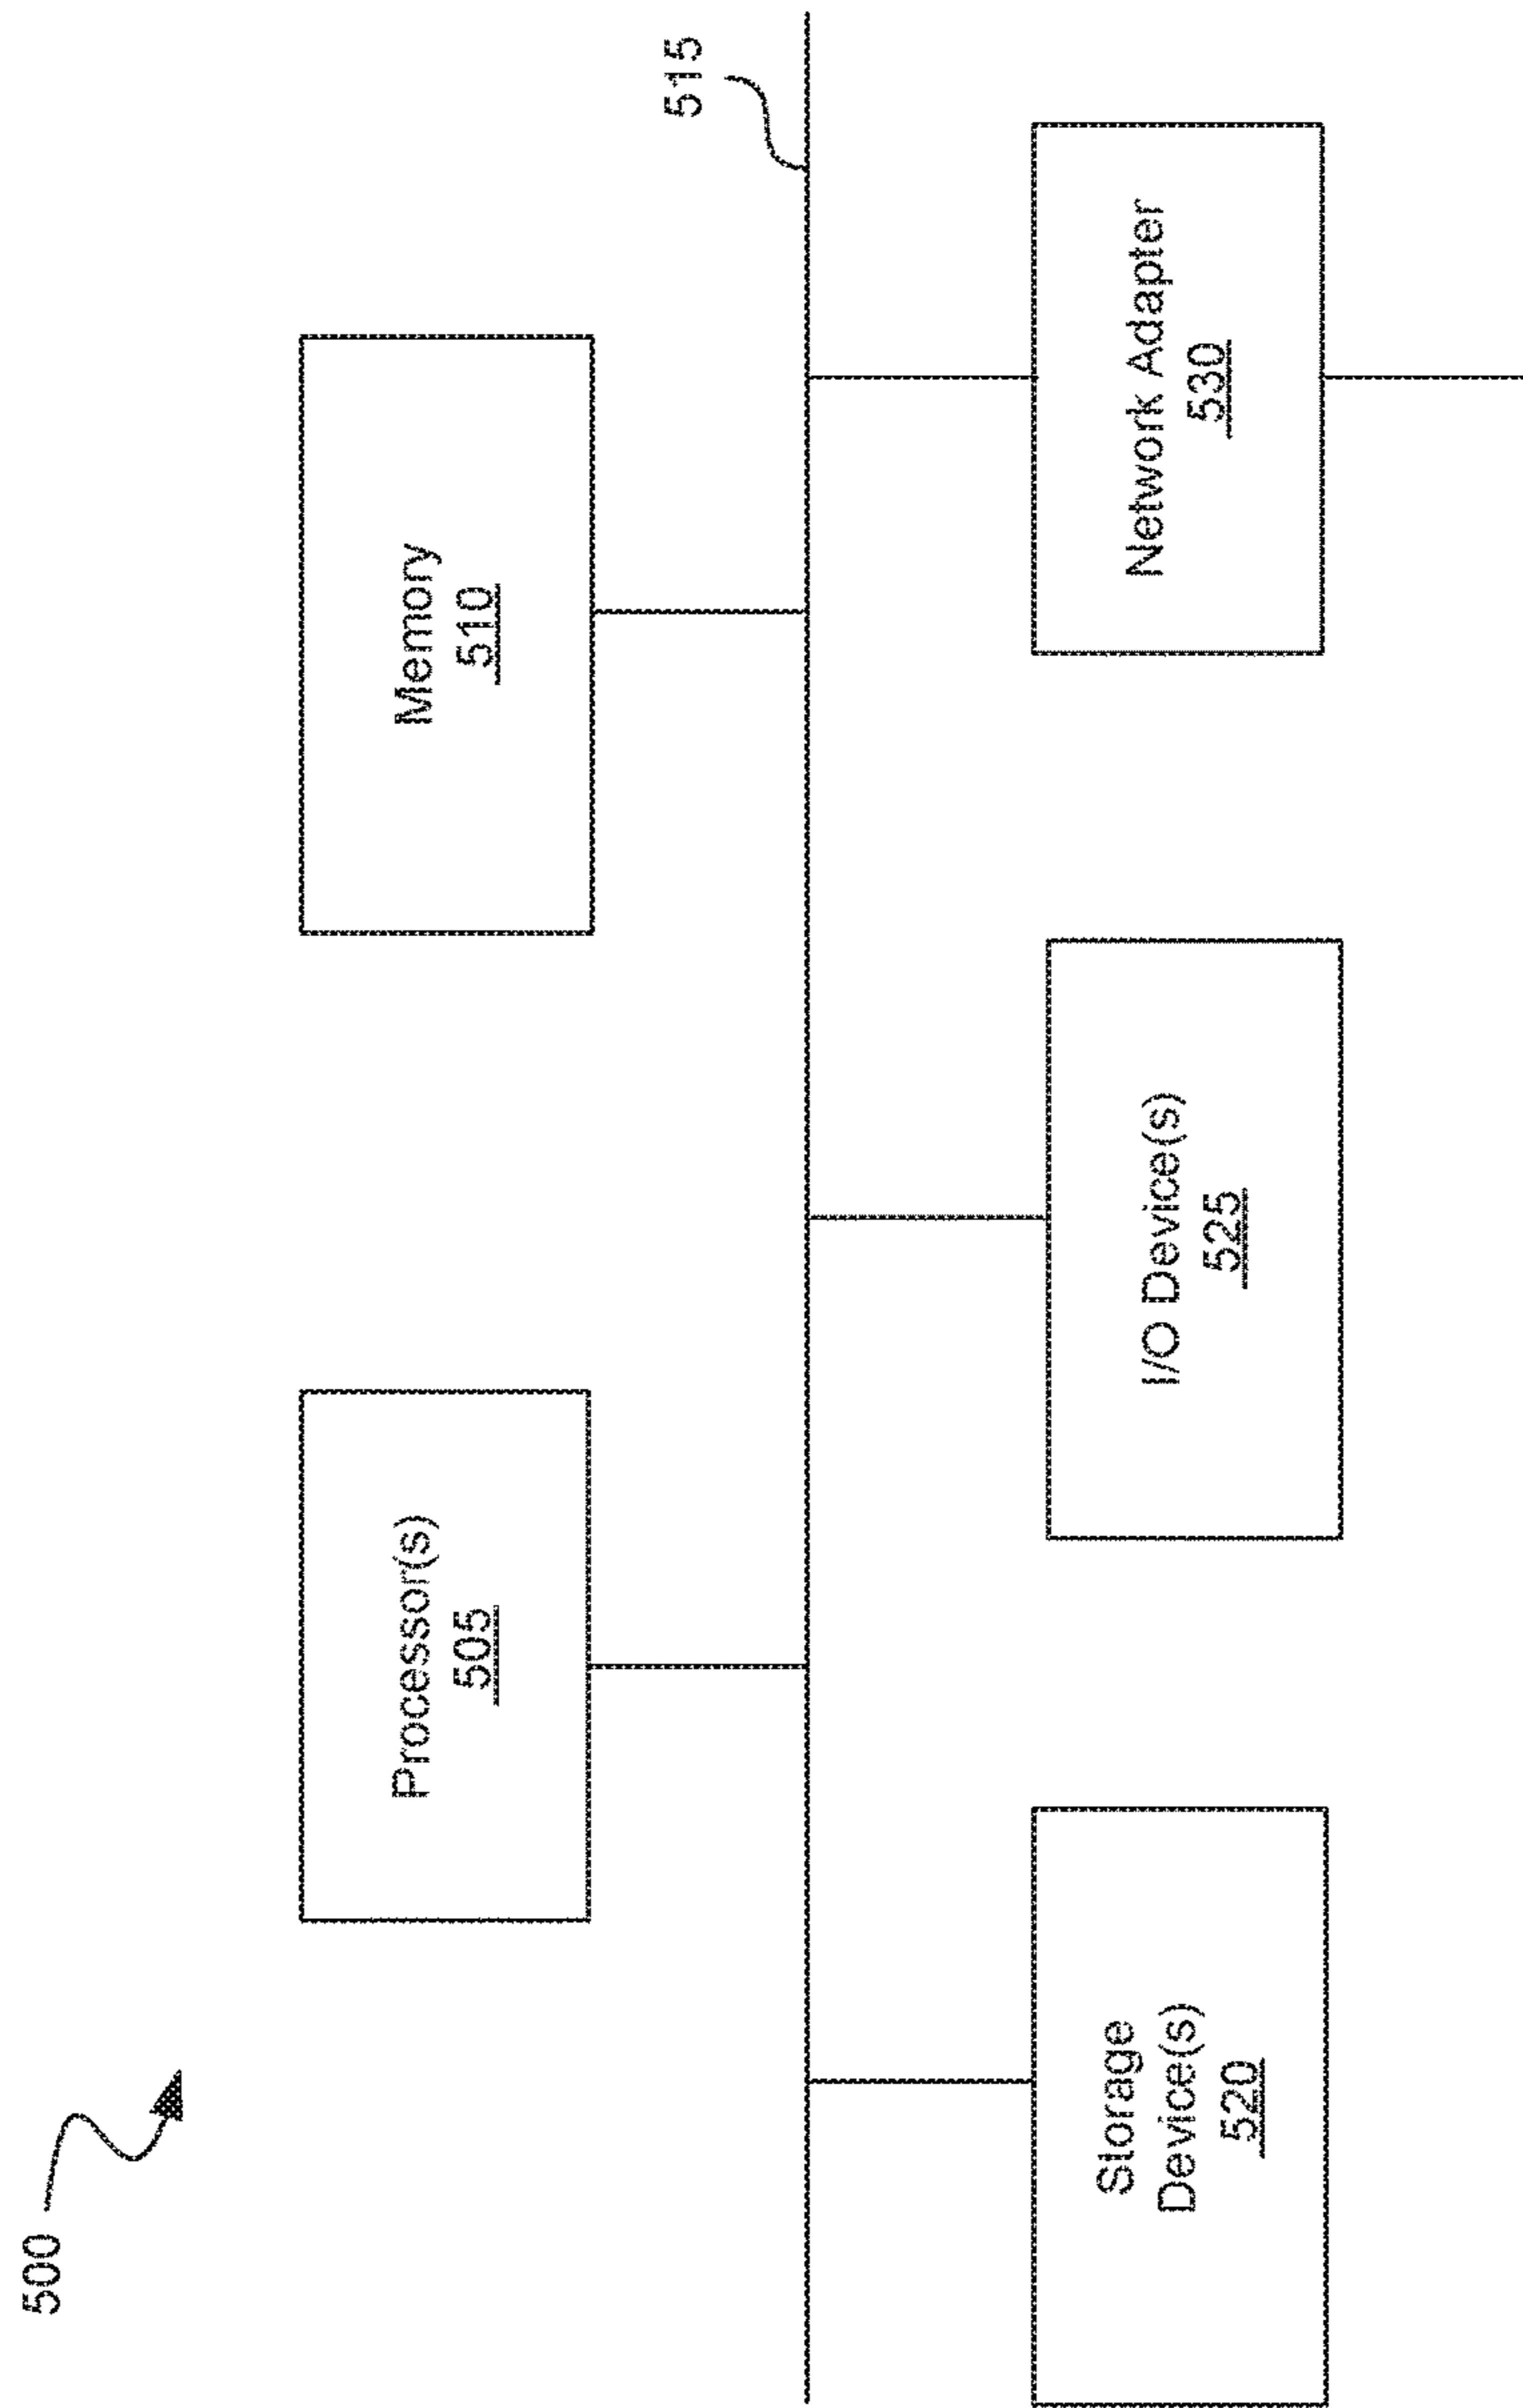 500
Processor(s)
505
Memory
510
515
Storage
Device(s)
520
I/O Device(s)
525
Network Adapter
530